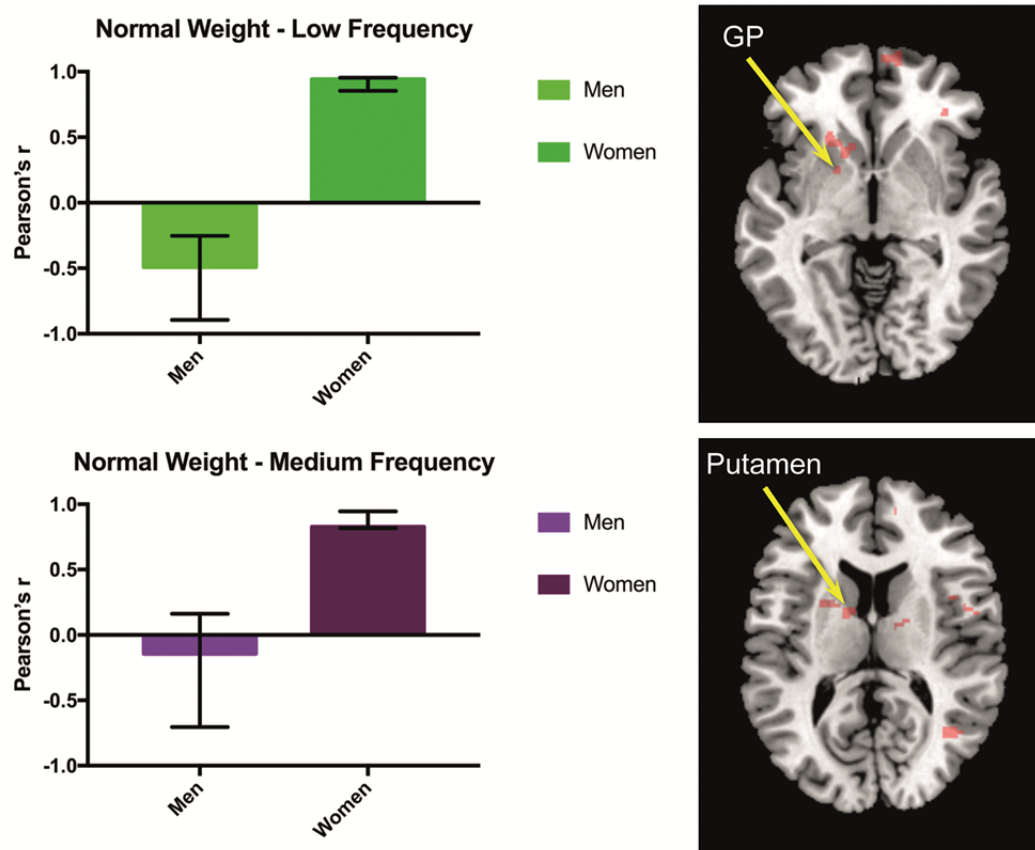 Normal Weight - Low Frequency
Pearson's r
1.0
0.5
0.0
-0.5
-1.0
Men
Women
Men
Women
GP
Normal Weight - Medium Frequency
Pearson's r
1.0
0.5
0.0
-0.5
-1.0
Men
Women
Men
Women
Putamen